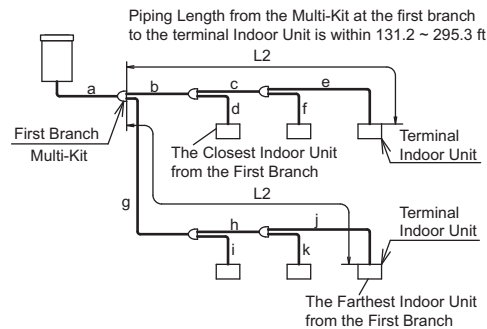 Piping Length from the Multi-Kit at the first branch
to the terminal Indoor Unit is within 131.2 ~ 295.3 ft
L2
a
b
c
e
d
f
First Branch
Multi-Kit
The Closest Indoor Unit
from the First Branch
Terminal
Indoor Unit
L2
g
h
j
i
k
Terminal
Indoor Unit
The Farthest Indoor Unit
from the First Branch